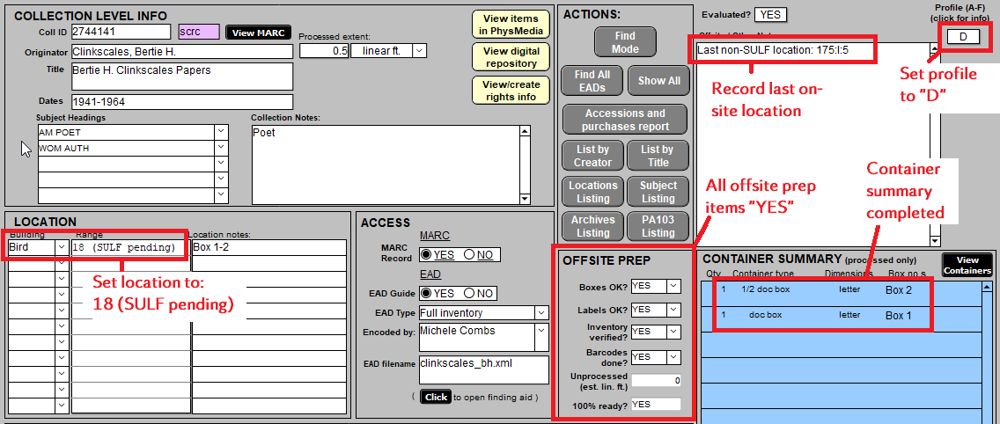 COLLECTION LEVEL INFO
Coll ID 2744141 scrc View MARC
Processed extent:
Originator Clinkscales, Bertie H. 0.5 linear ft.
Title Bertie H. Clinkscales Papers
Dates 1941-1964
View items
in PhysMedia
View digital
repository
View/create
rights info
Subject Headings
AM POET
WOM AUTH
Collection Notes:
Poet
ACTIONS:
Find
Mode
Find All
EADs
Show All
Accessions and
purchases report
List by
Creator
List by
Title
Locations
Listing
Subject
Listing
Archives
Listing
PA103
Listing
Evaluated? YES
Profile (A-F)
(click for info)
D
Last non-SULF location: 175:I:5
Record last on-
site location
Set profile
to "D"
All offsite prep
items "YES"
Container
summary
completed
LOCATION
Building Range Location notes:
Bird 18 (SULF pending) Box 1-2
Set location to:
18 (SULF pending)
ACCESS
MARC
MARC
Record YES NO
EAD
EAD Guide YES NO
EAD Type Full inventory
Encoded by: Michele Combs
EAD filename clinkscales_bh.xml
( Click to open finding aid )
OFFSITE PREP
Boxes OK? YES
Labels OK? YES
Inventory
verified? YES
Barcodes
done? YES
Unprocessed
(est. lin. ft.) 0
100% ready? YES
CONTAINER SUMMARY (processed only)
View
Containers
Qty Container type Dimensions Box no.s
1 1/2 doc box letter Box 2
1 doc box letter Box 1